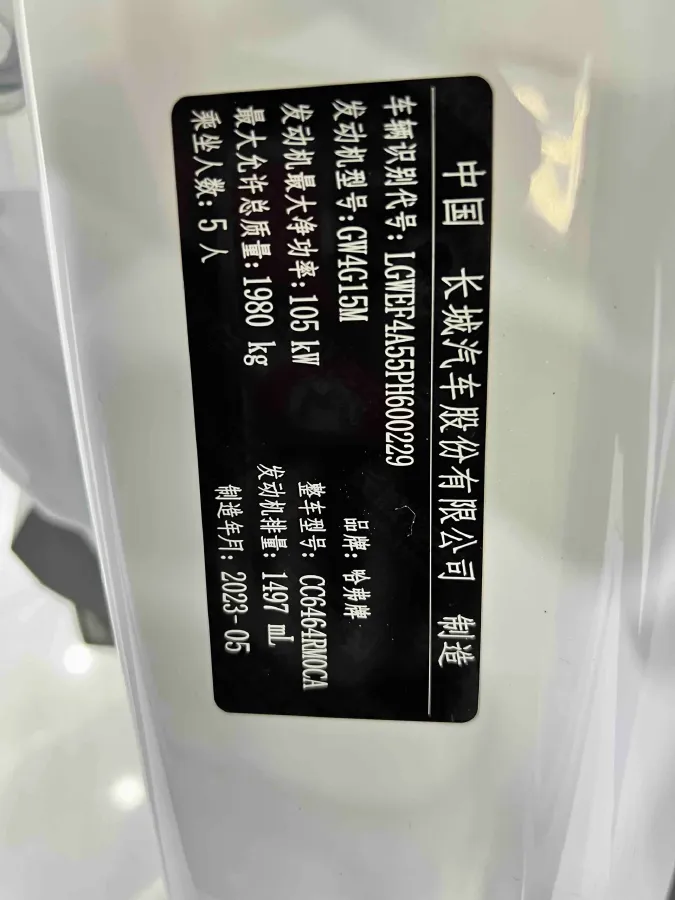 中国 长城汽车股份有限公司 制造
车辆识别代号: LGWEF4A55PH600229
发动机型号: GW4G15M 品牌: 哈弗牌
发动机最大净功率: 105 kW 整车型号: CC6464RM0CA
最大允许总质量: 1980 kg 发动机排量: 1497 mL
乘坐人数: 5 人 制造年月: 2023-05